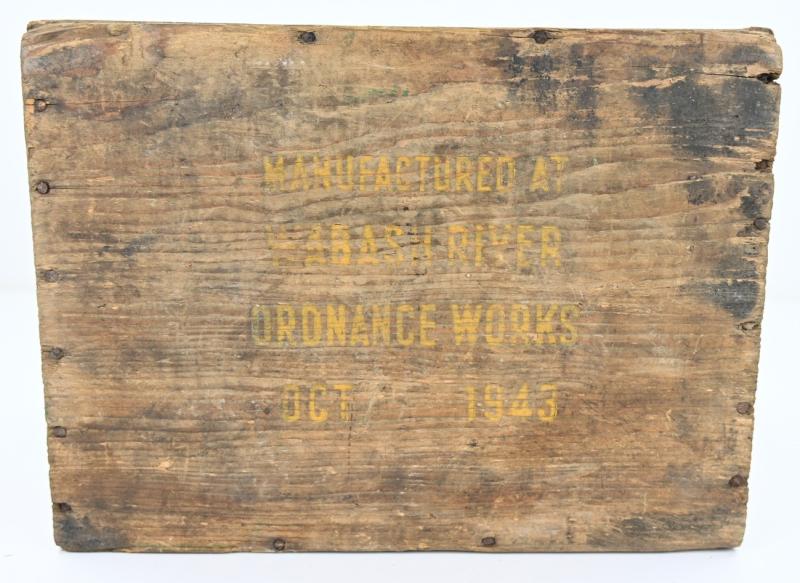 MANUFACTURED AT
WABASH RIVER
ORDNANCE WORKS
OCT 1943